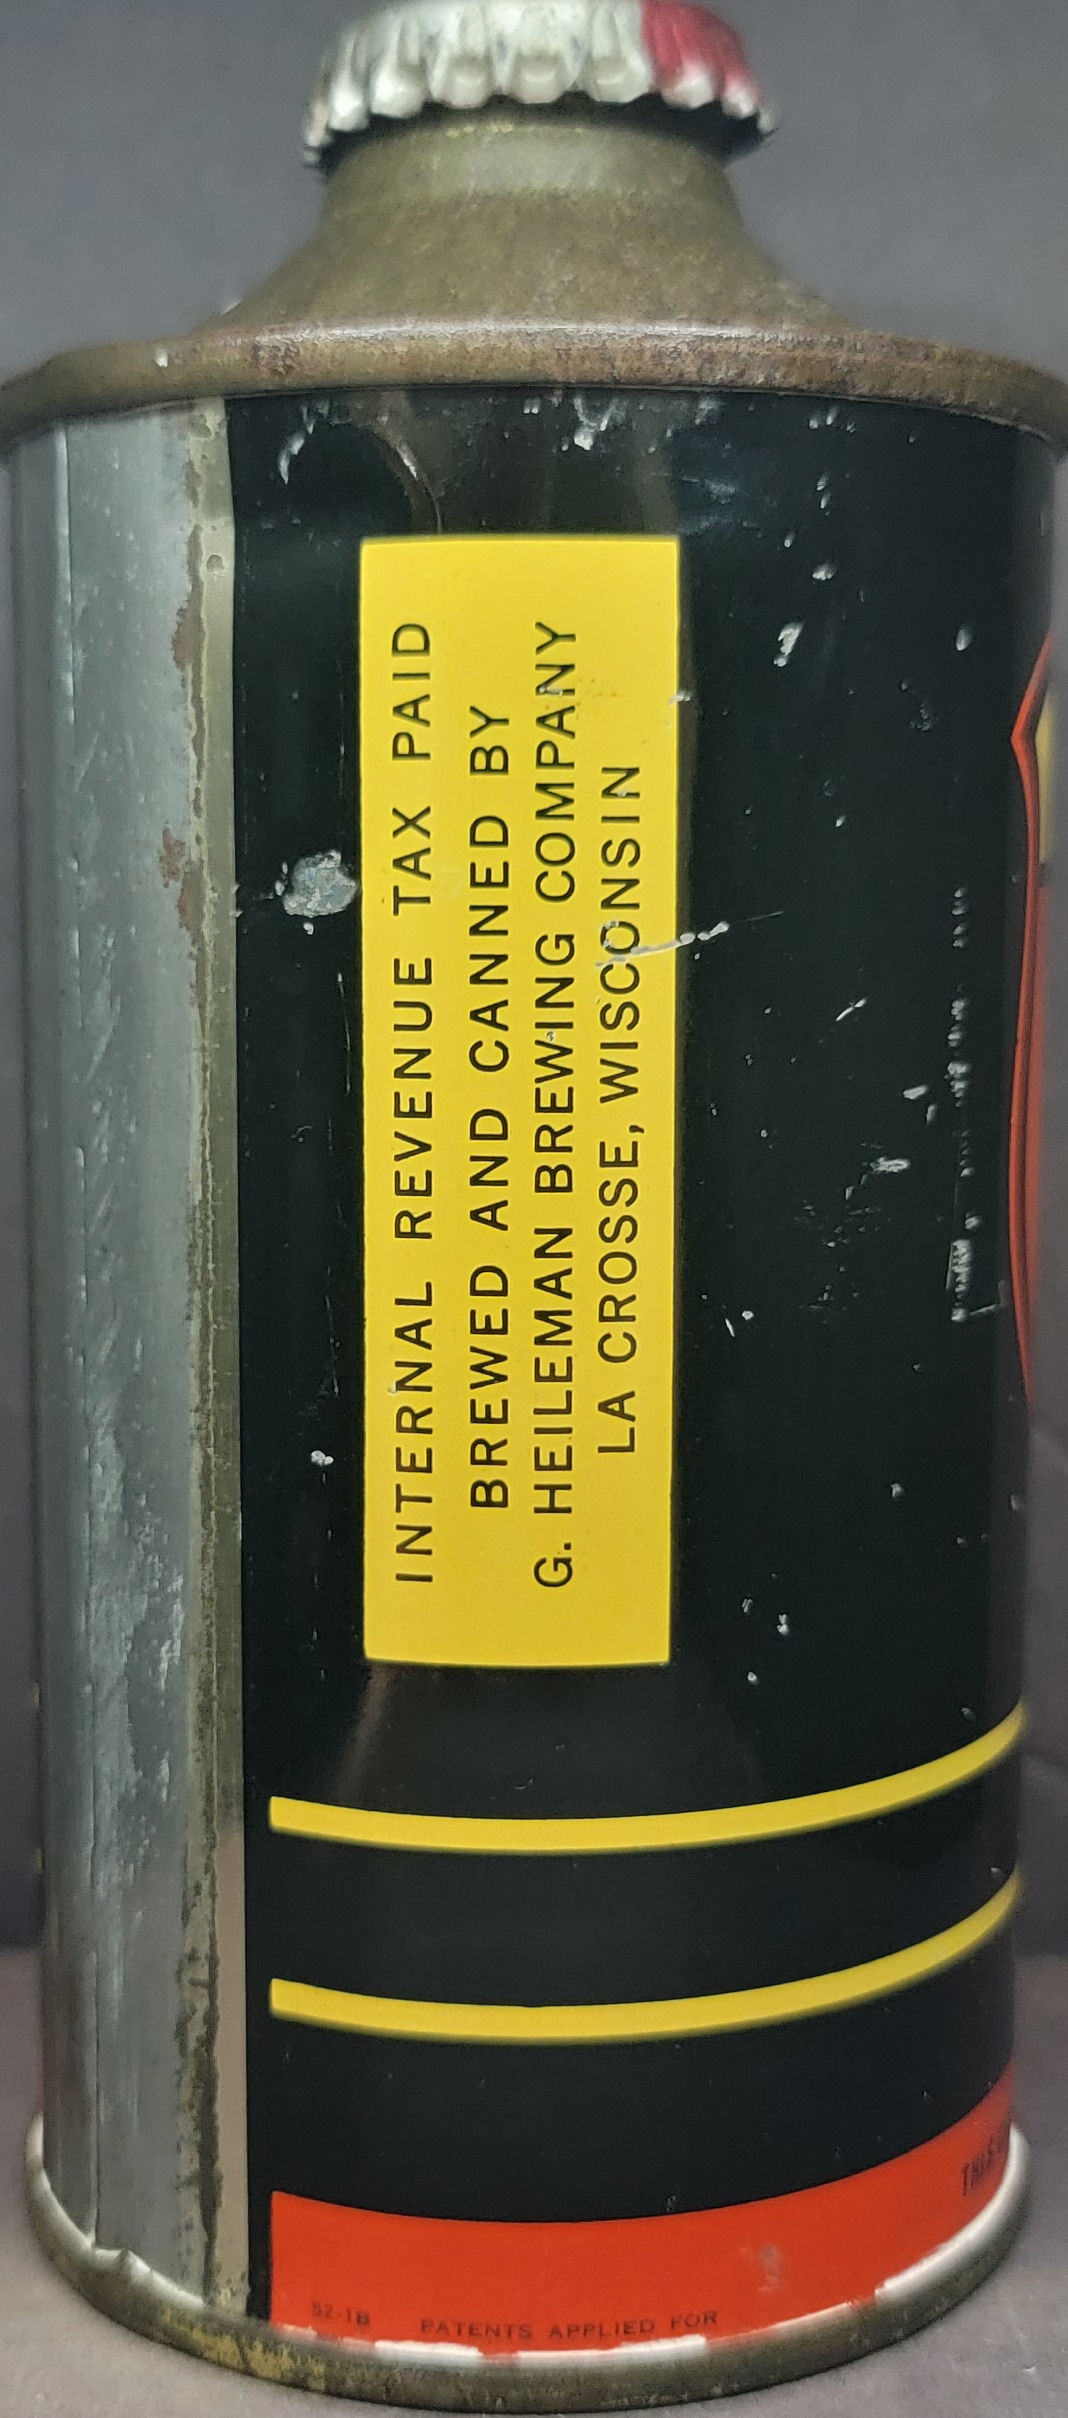 INTERNAL REVENUE TAX PAID
BREWED AND CANNED BY
G. HEILEMAN BREWING COMPANY
LA CROSSE, WISCONSIN
THIS
52-1B PATENTS APPLIED FOR